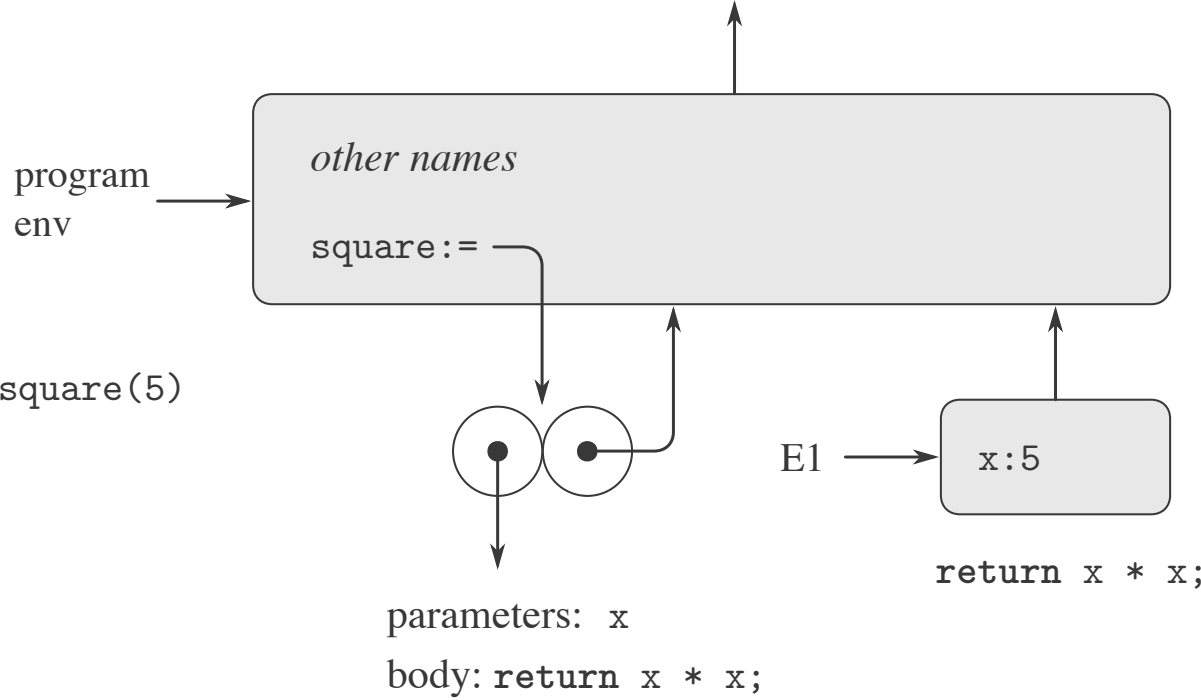 other names
program
env
square:=
square(5)
E1
x:5
return x * x;
parameters: x
body: return x * x;